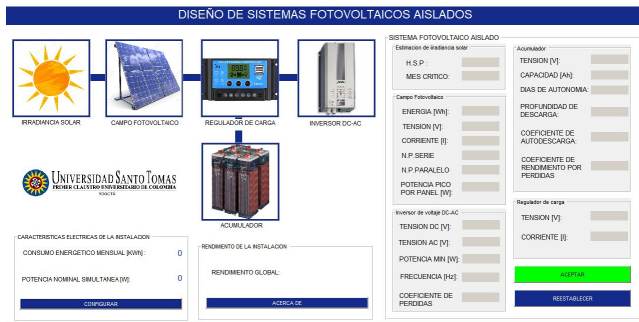 DISEÑO DE SISTEMAS FOTOVOLTAICOS AISLADOS
IRRADIANCIA SOLAR
CAMPO FOTOVOLTAICO
REGULADOR DE CARGA
INVERSOR DC-AC
ACUMULADOR
UNIVERSIDAD SANTO TOMAS
PRIMER CLAUSTRO UNIVERSITARIO DE COLOMBIA
BOGOTÁ
CARACTERISTICAS ELECTRICAS DE LA INSTALACION
CONSUMO ENERGETICO MENSUAL [KWh]: 0
POTENCIA NOMINAL SIMULTANEA [W]: 0
CONFIGURAR
RENDIMIENTO DE LA INSTALACION
RENDIMIENTO GLOBAL:
ACERCA DE
SISTEMA FOTOVOLTAICO AISLADO
Estimacion de iradiancia solar
H.S.P :
MES CRITICO:
Campo Fotovoltaico
ENERGIA [Wh]:
TENSION [V]:
CORRIENTE [I]:
N.P.SERIE
N.P.PARALELO
POTENCIA PICO
POR PANEL [W]:
Inversor de voltaje DC-AC
TENSION DC [V]:
TENSION AC [V]:
POTENCIA MIN [W]:
FRECUENCIA [Hz]:
COEFICIENTE DE
PERDIDAS
Acumulador
TENSION [V]:
CAPACIDAD [Ah]:
DIAS DE AUTONOMIA:
PROFUNDIDAD DE
DESCARGA:
COEFICIENTE DE
AUTODESCARGA:
COEFICIENTE DE
RENDIMIENTO POR
PERDIDAS
Regulador de carga
TENSION [V]:
CORRIENTE [I]:
ACEPTAR
REESTABLECER